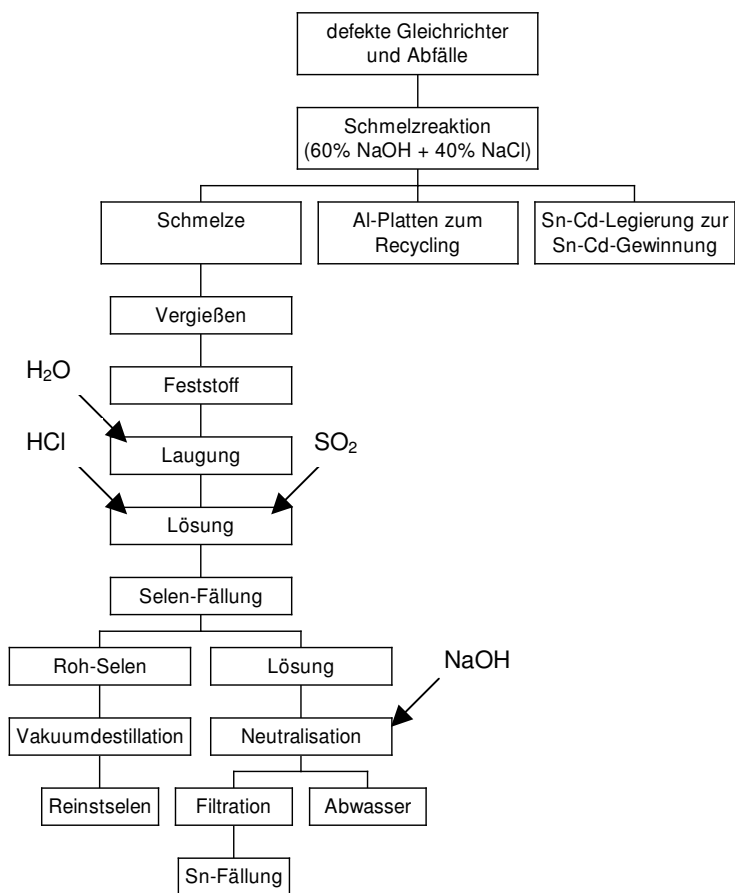 defekte Gleichrichter
und Abfälle
Schmelzreaktion
(60% NaOH + 40% NaCl)
Schmelze
Al-Platten zum
Recycling
Sn-Cd-Legierung zur
Sn-Cd-Gewinnung
Vergießen
H₂O
Feststoff
HCl
Laugung
SO₂
Lösung
Selen-Fällung
Roh-Selen
Lösung
NaOH
Vakuumdestillation
Neutralisation
Reinstselen
Filtration
Abwasser
Sn-Fällung